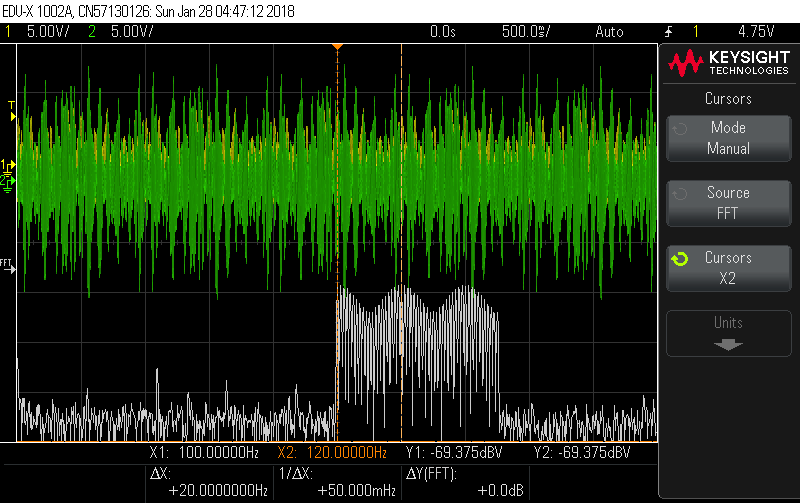 EDU-X 1002A, CN57130126: Sun Jan 28 04:47:12 2018
1 5.00V/ 2 5.00V/ 0.0s 500.0ms/ Auto 1 4.75V
KEYSIGHT
TECHNOLOGIES
Cursors
Mode
Manual
Source
FFT
Cursors
X2
Units
T
1
2
FFT
X1: 100.00000Hz X2: 120.00000Hz Y1: -69.375dBV Y2: -69.375dBV
ΔX: 1/ΔX: ΔY(FFT):
+20.0000000Hz +50.000mHz +0.0dB